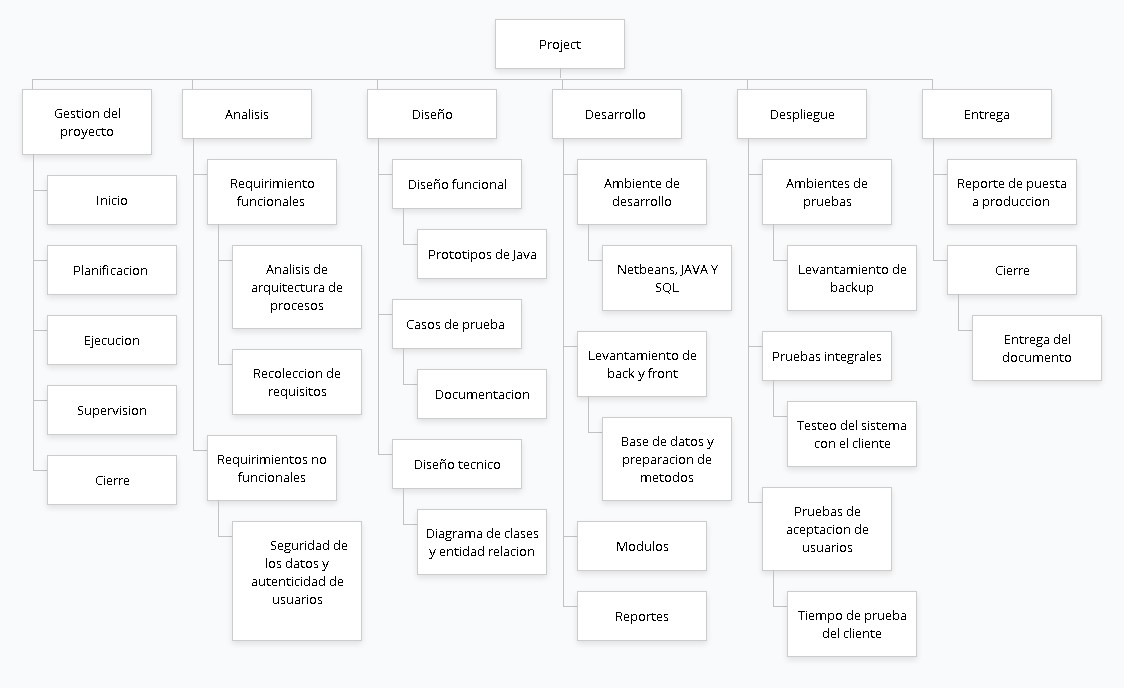 Project
Gestion del
proyecto
Inicio
Planificacion
Ejecucion
Supervision
Cierre
Analisis
Requirimiento
funcionales
Analisis de
arquitectura de
procesos
Recoleccion de
requisitos
Requirimientos no
funcionales
Seguridad de
los datos y
autenticidad de
usuarios
Diseño
Diseño funcional
Prototipos de Java
Casos de prueba
Documentacion
Diseño tecnico
Diagrama de clases
y entidad relacion
Desarrollo
Ambiente de
desarrollo
Netbeans, JAVA Y
SQL
Levantamiento de
back y front
Base de datos y
preparacion de
metodos
Modulos
Reportes
Despliegue
Ambientes de
pruebas
Levantamiento de
backup
Pruebas integrales
Testeo del sistema
con el cliente
Pruebas de
aceptacion de
usuarios
Tiempo de prueba
del cliente
Entrega
Reporte de puesta
a produccion
Cierre
Entrega del
documento